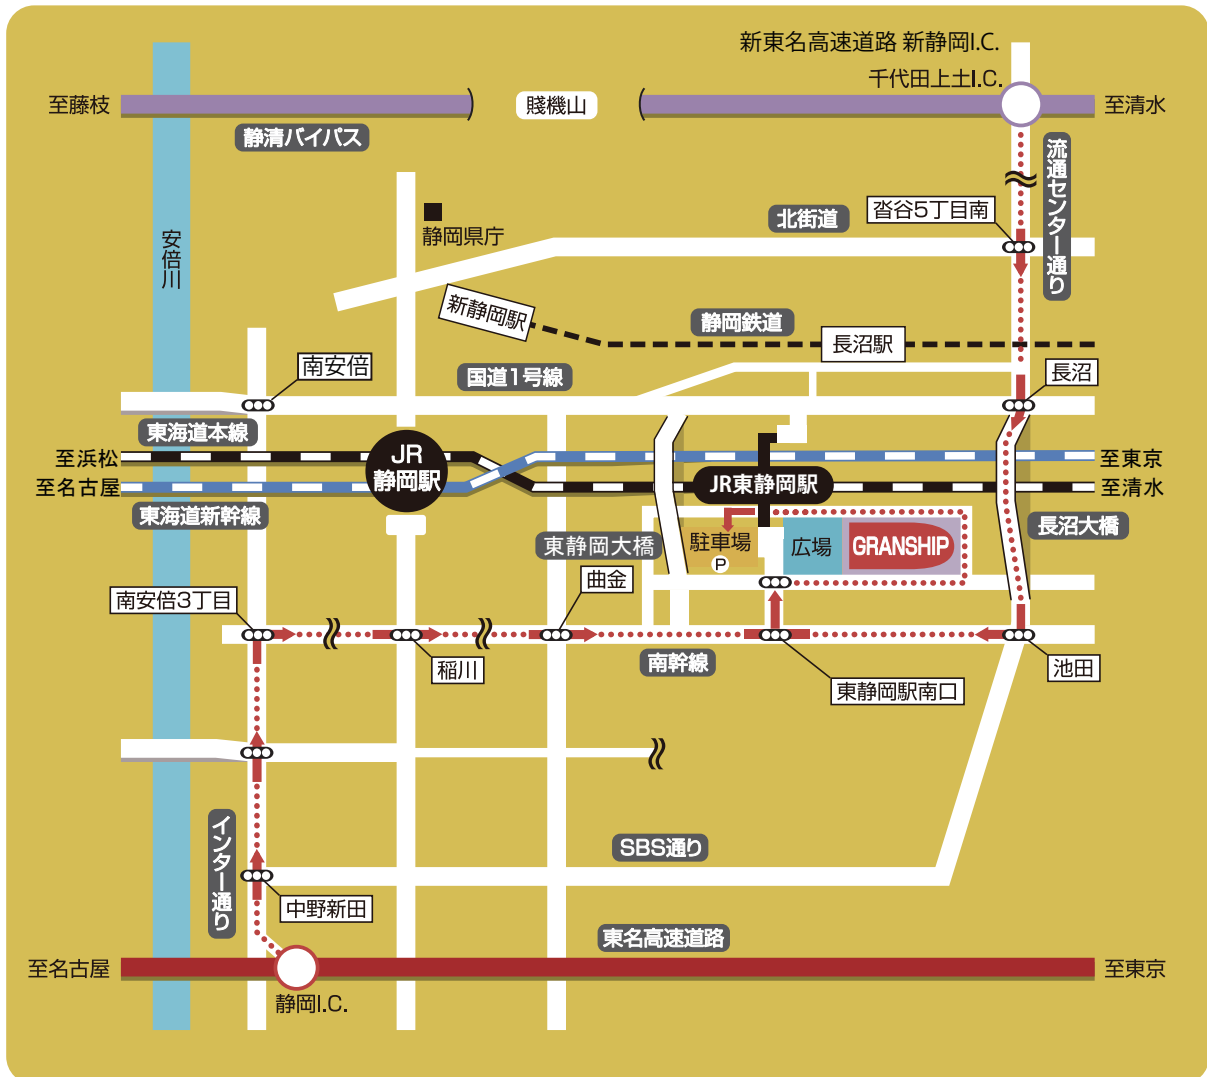 新東名高速道路 新静岡I.C.
千代田上土I.C.
至藤枝
賤機山
至清水
静清バイパス
流通センター通り
沓谷5丁目南
北街道
静岡県庁
安倍川
新静岡駅
静岡鉄道
長沼駅
南安倍
国道1号線
長沼
東海道本線
至浜松
JR
静岡駅
至東京
至名古屋
JR東静岡駅
至清水
東海道新幹線
長沼大橋
東静岡大橋
駐車場
P
広場
GRANSHIP
曲金
南安倍3丁目
稲川
南幹線
池田
東静岡駅南口
インター通り
SBS通り
中野新田
東名高速道路
至名古屋
至東京
静岡I.C.